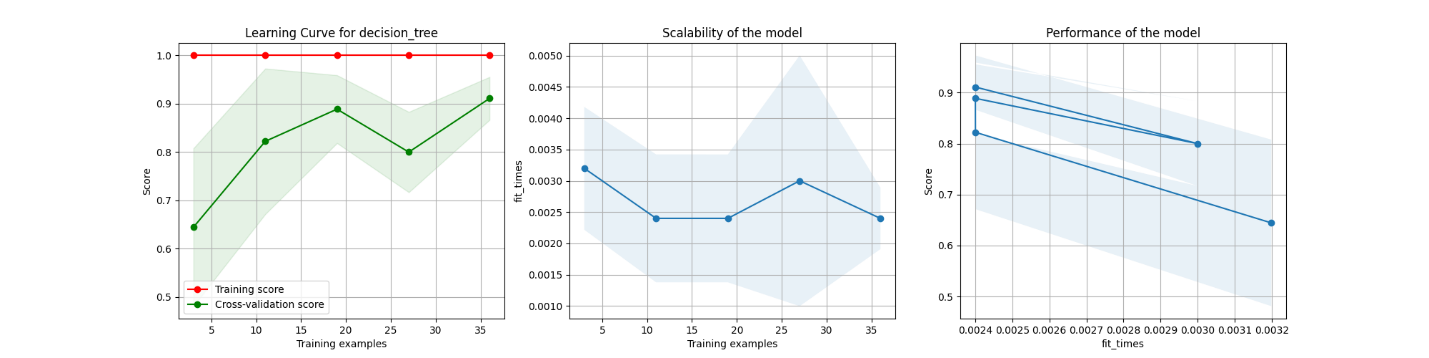 Learning Curve for decision_tree
1.0
0.9
0.8
0.7
0.6
0.5
Score
Training score
Cross-validation score
5 10 15 20 25 30 35
Training examples
Scalability of the model
0.0050
0.0045
0.0040
0.0035
0.0030
0.0025
0.0020
0.0015
0.0010
fit_times
5 10 15 20 25 30 35
Training examples
Performance of the model
0.9
0.8
0.7
0.6
0.5
Score
0.0024 0.0025 0.0026 0.0027 0.0028 0.0029 0.0030 0.0031 0.0032
fit_times